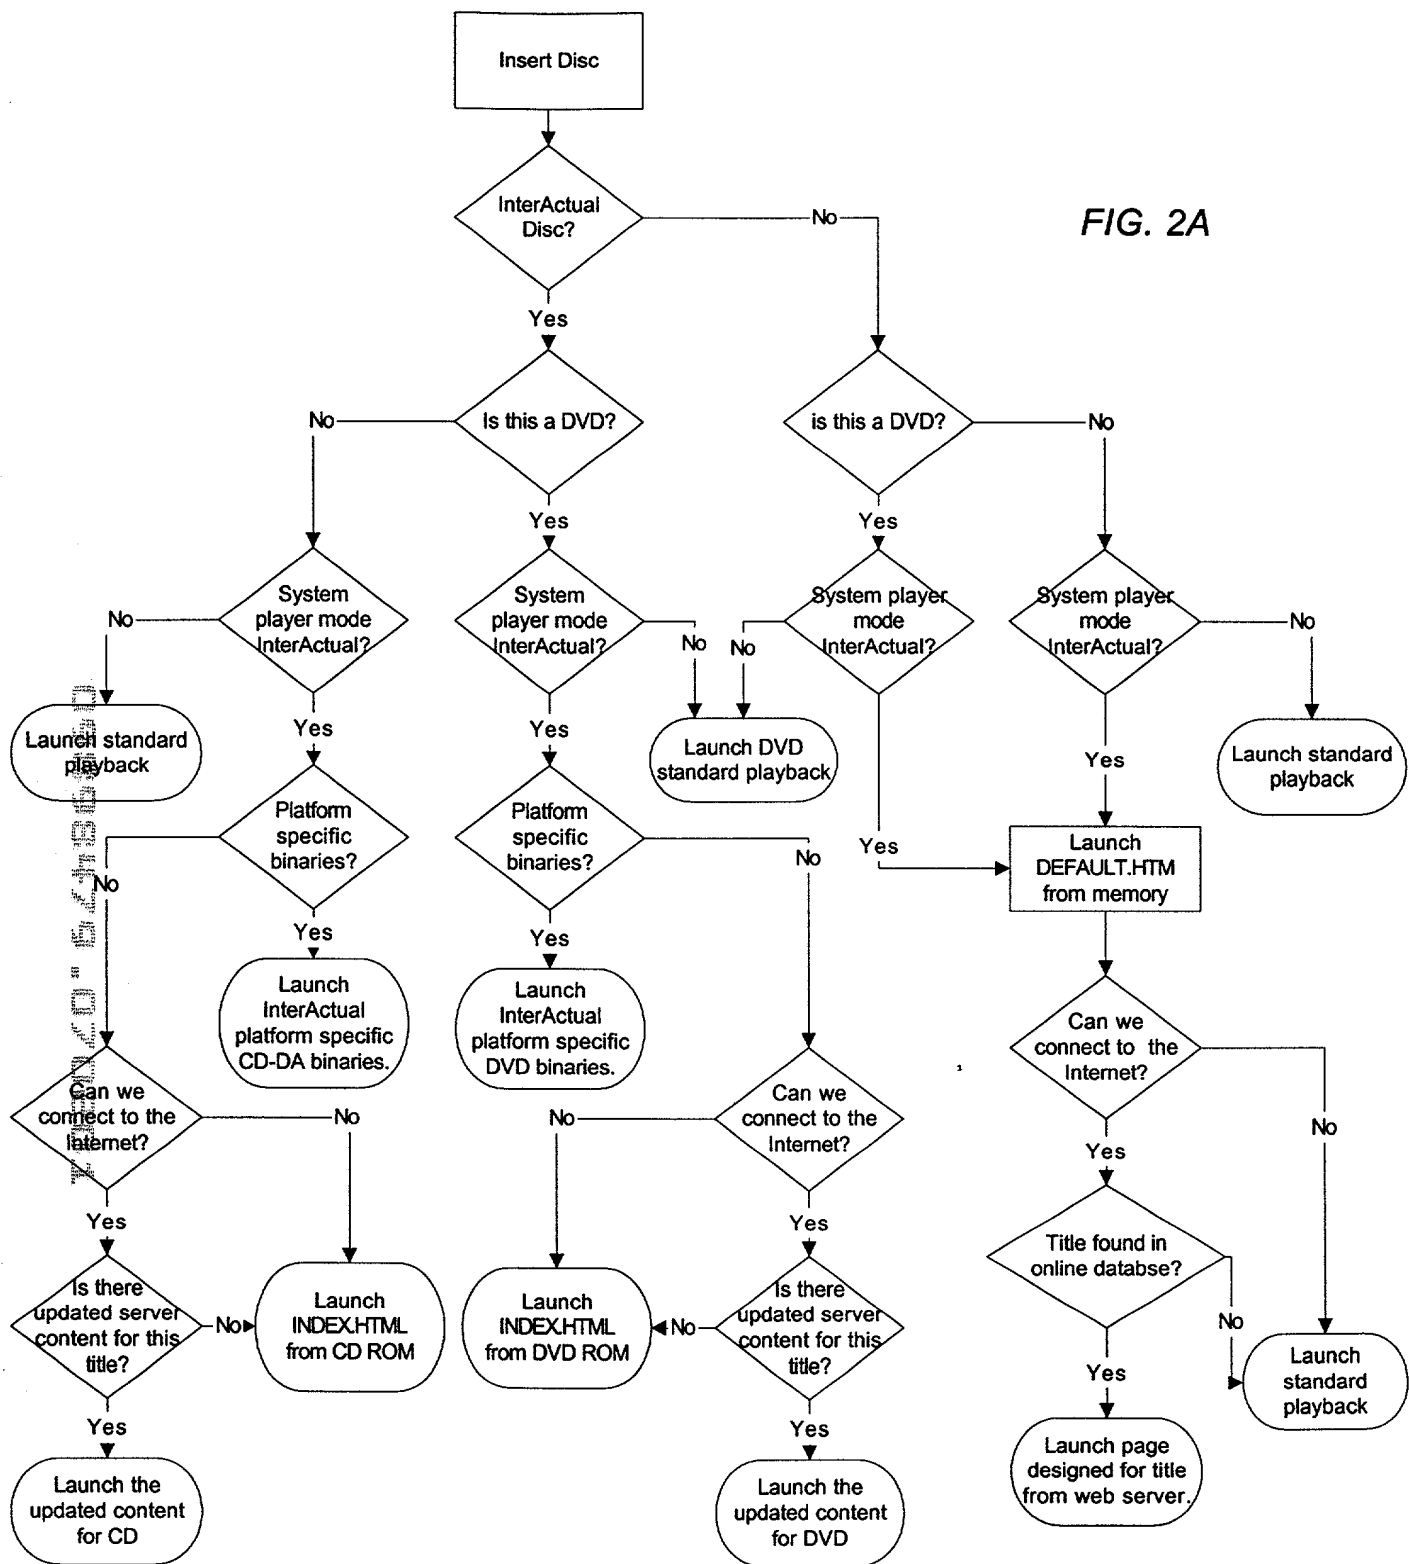 Insert Disc
InterActual
Disc?
No
FIG. 2A
Yes
Is this a DVD?
No
is this a DVD?
No
Yes
Yes
System
player mode
InterActual?
No
System
player mode
InterActual?
No
System player
mode
InterActual?
No
System player
mode
InterActual?
No
Launch standard
playback
Yes
Yes
Launch DVD
standard playback
Yes
Launch standard
playback
Platform
specific
binaries?
No
Platform
specific
binaries?
No
Yes
Launch
DEFAULT.HTM
from memory
Yes
Yes
Launch
InterActual
platform specific
CD-DA binaries.
Launch
InterActual
platform specific
DVD binaries.
Can we
connect to the
Internet?
No
Can we
connect to the
Internet?
No
Can we
connect to the
Internet?
No
Yes
Yes
Yes
Title found in
online databse?
No
Is there
updated server
content for this
title?
No
Launch
INDEX.HTML
from CD ROM
Launch
INDEX.HTML
from DVD ROM
No
Is there
updated server
content for this
title?
Yes
Launch
standard
playback
Yes
Yes
Launch the
updated content
for CD
Launch the
updated content
for DVD
Launch page
designed for title
from web server.